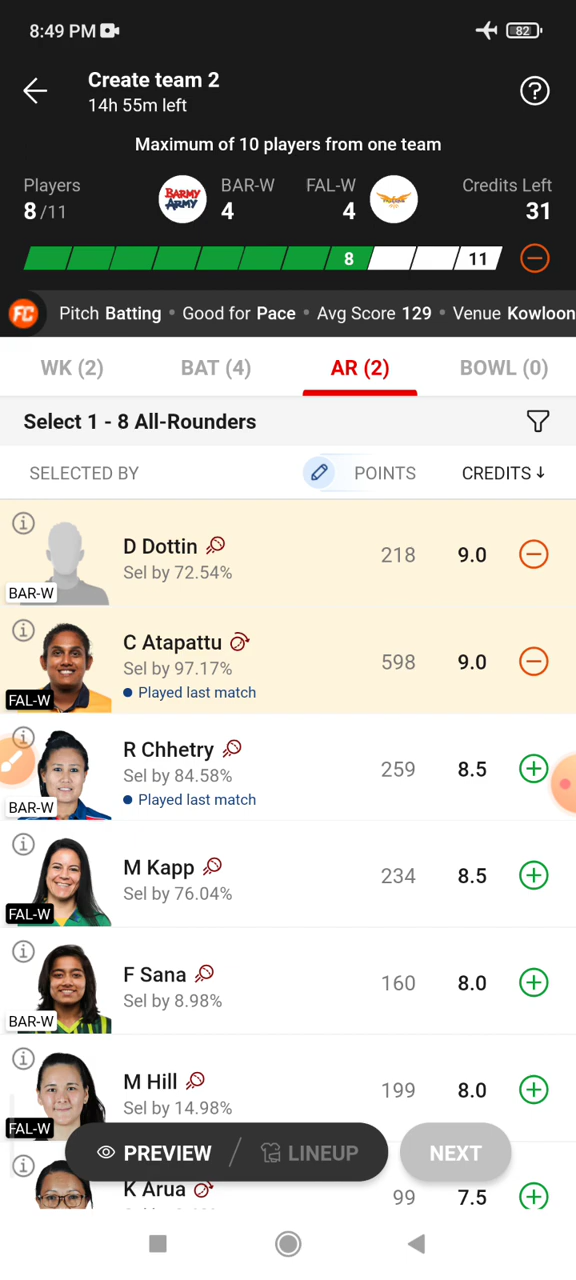 8:49 PM
82
Create team 2
14h 55m left
Maximum of 10 players from one team
Players
8/11
BARMY ARMY
BAR-W
4
FAL-W
4
Credits Left
31
8
11
FC Pitch Batting • Good for Pace • Avg Score 129 • Venue Kowloon
WK (2) BAT (4) AR (2) BOWL (0)
Select 1 - 8 All-Rounders
SELECTED BY POINTS CREDITS ↓
D Dottin 218 9.0
Sel by 72.54%
BAR-W
C Atapattu 598 9.0
Sel by 97.17%
• Played last match
FAL-W
R Chhetry 259 8.5
Sel by 84.58%
• Played last match
BAR-W
M Kapp 234 8.5
Sel by 76.04%
FAL-W
F Sana 160 8.0
Sel by 8.98%
BAR-W
M Hill 199 8.0
Sel by 14.98%
FAL-W
PREVIEW / LINEUP NEXT
K Arua 99 7.5